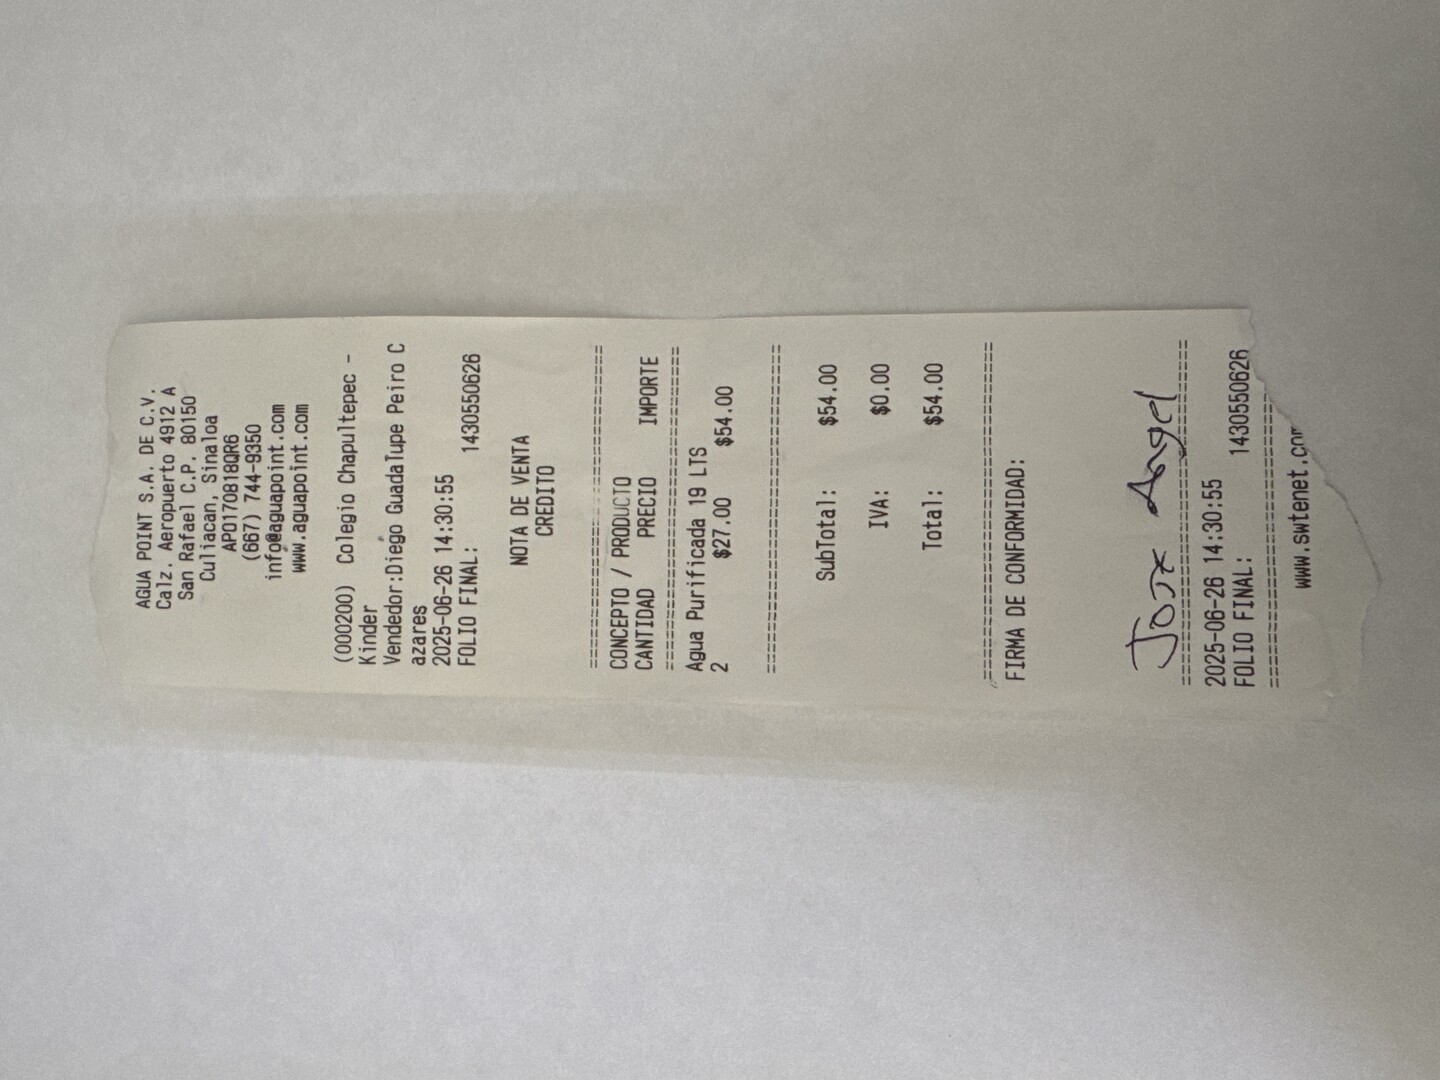 AGUA POINT S.A. DE C.V.
Calz. Aeropuerto 4912 A
San Rafael C.P. 80150
Culiacan, Sinaloa
APO170818QR6
(667) 744-9350
info@aguapoint.com
www.aguapoint.com
(000200) Colegio Chapultepec -
Kinder
Vendedor:Diego Guadalupe Peiro C
azares
2025-06-26 14:30:55
FOLIO FINAL: 1430550626
NOTA DE VENTA
CREDITO
================================
CONCEPTO / PRODUCTO
CANTIDAD PRECIO IMPORTE
================================
Agua Purificada 19 LTS
2 $27.00 $54.00
================================
SubTotal: $54.00
IVA: $0.00
Total: $54.00
================================
FIRMA DE CONFORMIDAD:
Jose Angel
================================
2025-06-26 14:30:55
FOLIO FINAL: 1430550626
================================
www.swtenet.com